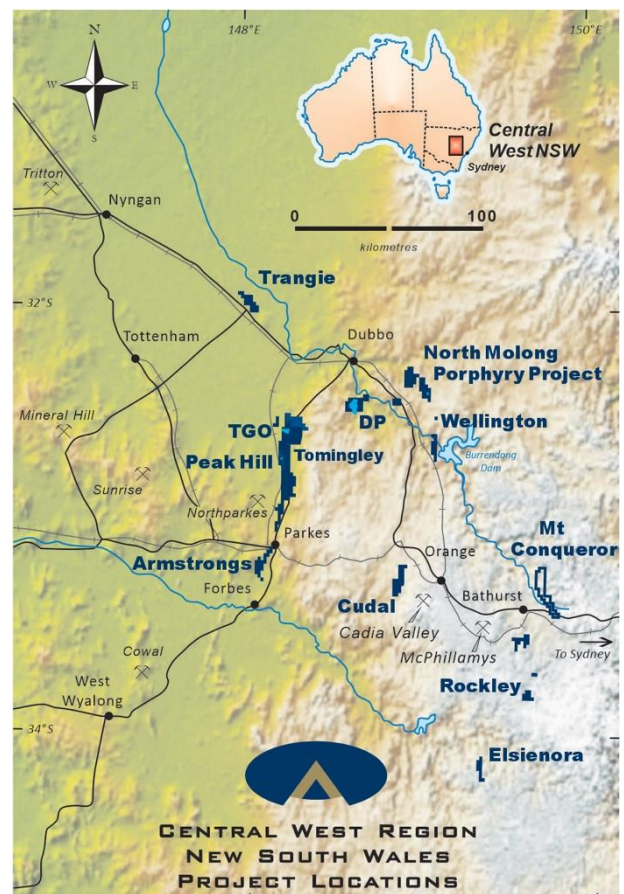 148°E
150°E
N
W
E
S
Central
West NSW
Sydney
0
100
kilometres
Tritton
Nyngan
Trangie
32°S
Tottenham
Dubbo
North Molong
Porphyry Project
Mineral Hill
TGO
DP
Wellington
Peak Hill
Tomingley
Burrendong
Dam
Sunrise
Northparkes
Parkes
Mt
Conqueror
Armstrongs
Orange
Forbes
Bathurst
Cudal
Cadia Valley
McPhillamys
To Sydney
Cowal
West
Wyalong
Rockley
34°S
Elsienora
CENTRAL WEST REGION
NEW SOUTH WALES
PROJECT LOCATIONS